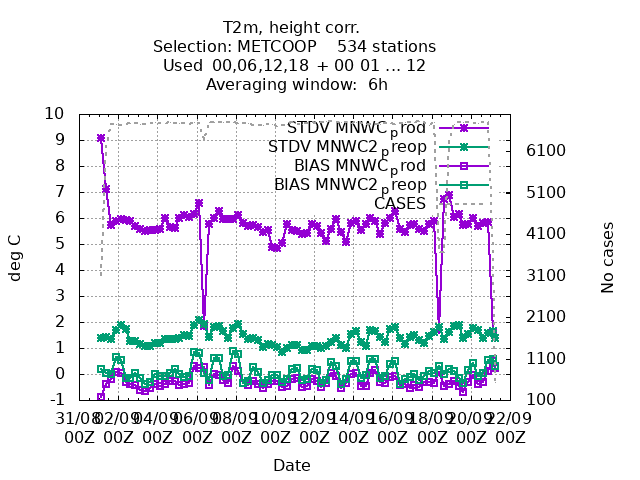 T2m, height corr.
Selection: METCOOP 534 stations
Used 00,06,12,18 + 00 01 ... 12
Averaging window: 6h
STDV MNWCprod
STDV MNWC2preop
BIAS MNWCprod
BIAS MNWC2preop
CASES
10
9
8
7
6
5
4
3
2
1
0
-1
deg C
6100
5100
4100
3100
2100
1100
100
No cases
31/08 02/09 04/09 06/09 08/09 10/09 12/09 14/09 16/09 18/09 20/09 22/09
00Z 00Z 00Z 00Z 00Z 00Z 00Z 00Z 00Z 00Z 00Z 00Z
Date